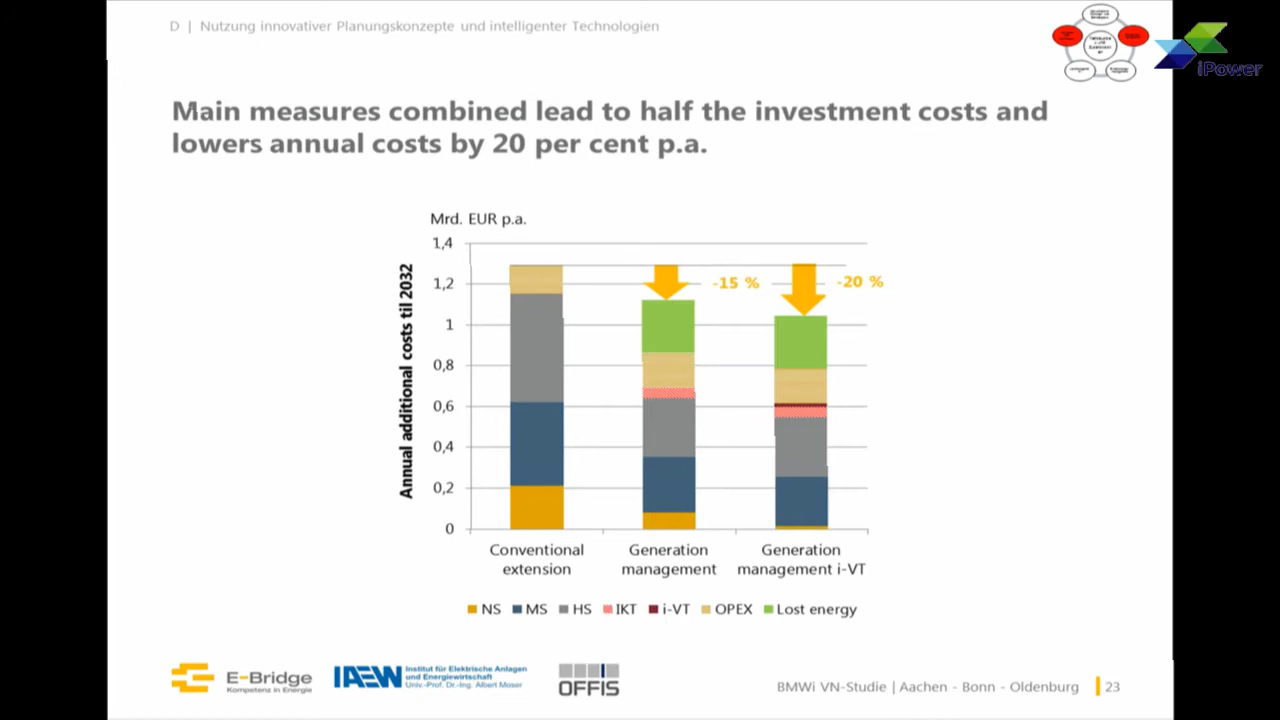 D | Nutzung innovativer Planungskonzepte und intelligenter Technologien
iPower
Main measures combined lead to half the investment costs and
lowers annual costs by 20 per cent p.a.
Mrd. EUR p.a.
Annual additional costs til 2032
1,4
1,2
1
0,8
0,6
0,4
0,2
0
-15 %
-20 %
Conventional
extension
Generation
management
Generation
management i-VT
NS MS HS IKT i-VT OPEX Lost energy
E-Bridge
Kompetenz in Energie
IAEW
Institut für Elektrische Anlagen
und Energiewirtschaft
Univ.-Prof. Dr.-Ing. Albert Moser
OFFIS
BMWi VN-Studie | Aachen - Bonn - Oldenburg
23